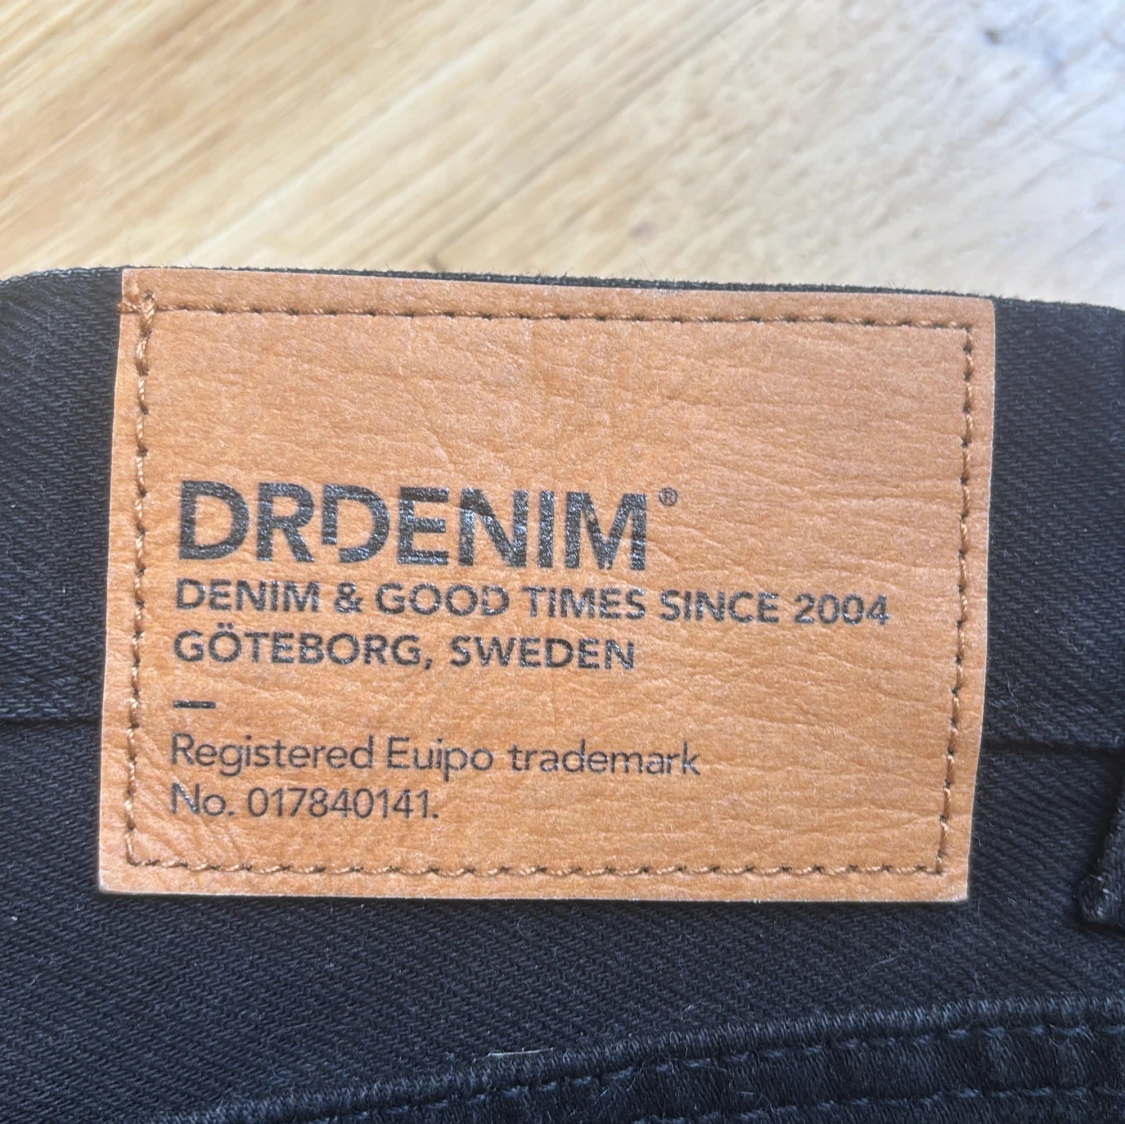 DRDENIM®
DENIM & GOOD TIMES SINCE 2004
GÖTEBORG, SWEDEN
—
Registered Euipo trademark
No. 017840141.